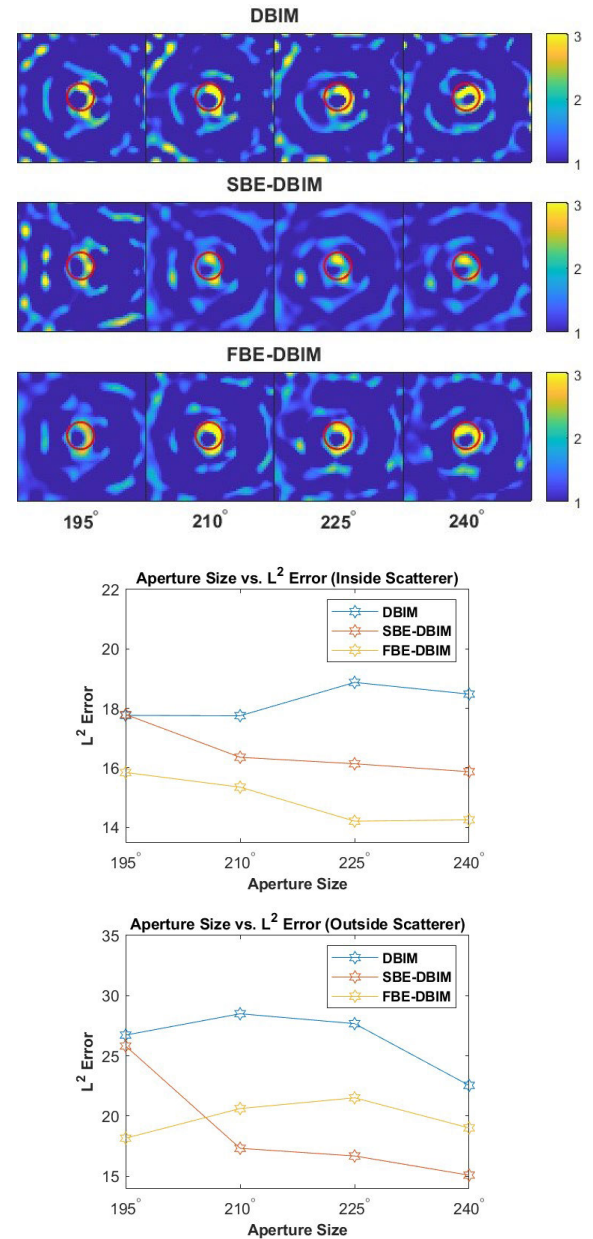 DBIM
3
2
1
SBE-DBIM
3
2
1
FBE-DBIM
3
2
1
195° 210° 225° 240°
Aperture Size vs. L² Error (Inside Scatterer)
22
20
18
16
14
L² Error
DBIM
SBE-DBIM
FBE-DBIM
195° 210° 225° 240°
Aperture Size
Aperture Size vs. L² Error (Outside Scatterer)
35
30
25
20
15
L² Error
DBIM
SBE-DBIM
FBE-DBIM
195° 210° 225° 240°
Aperture Size